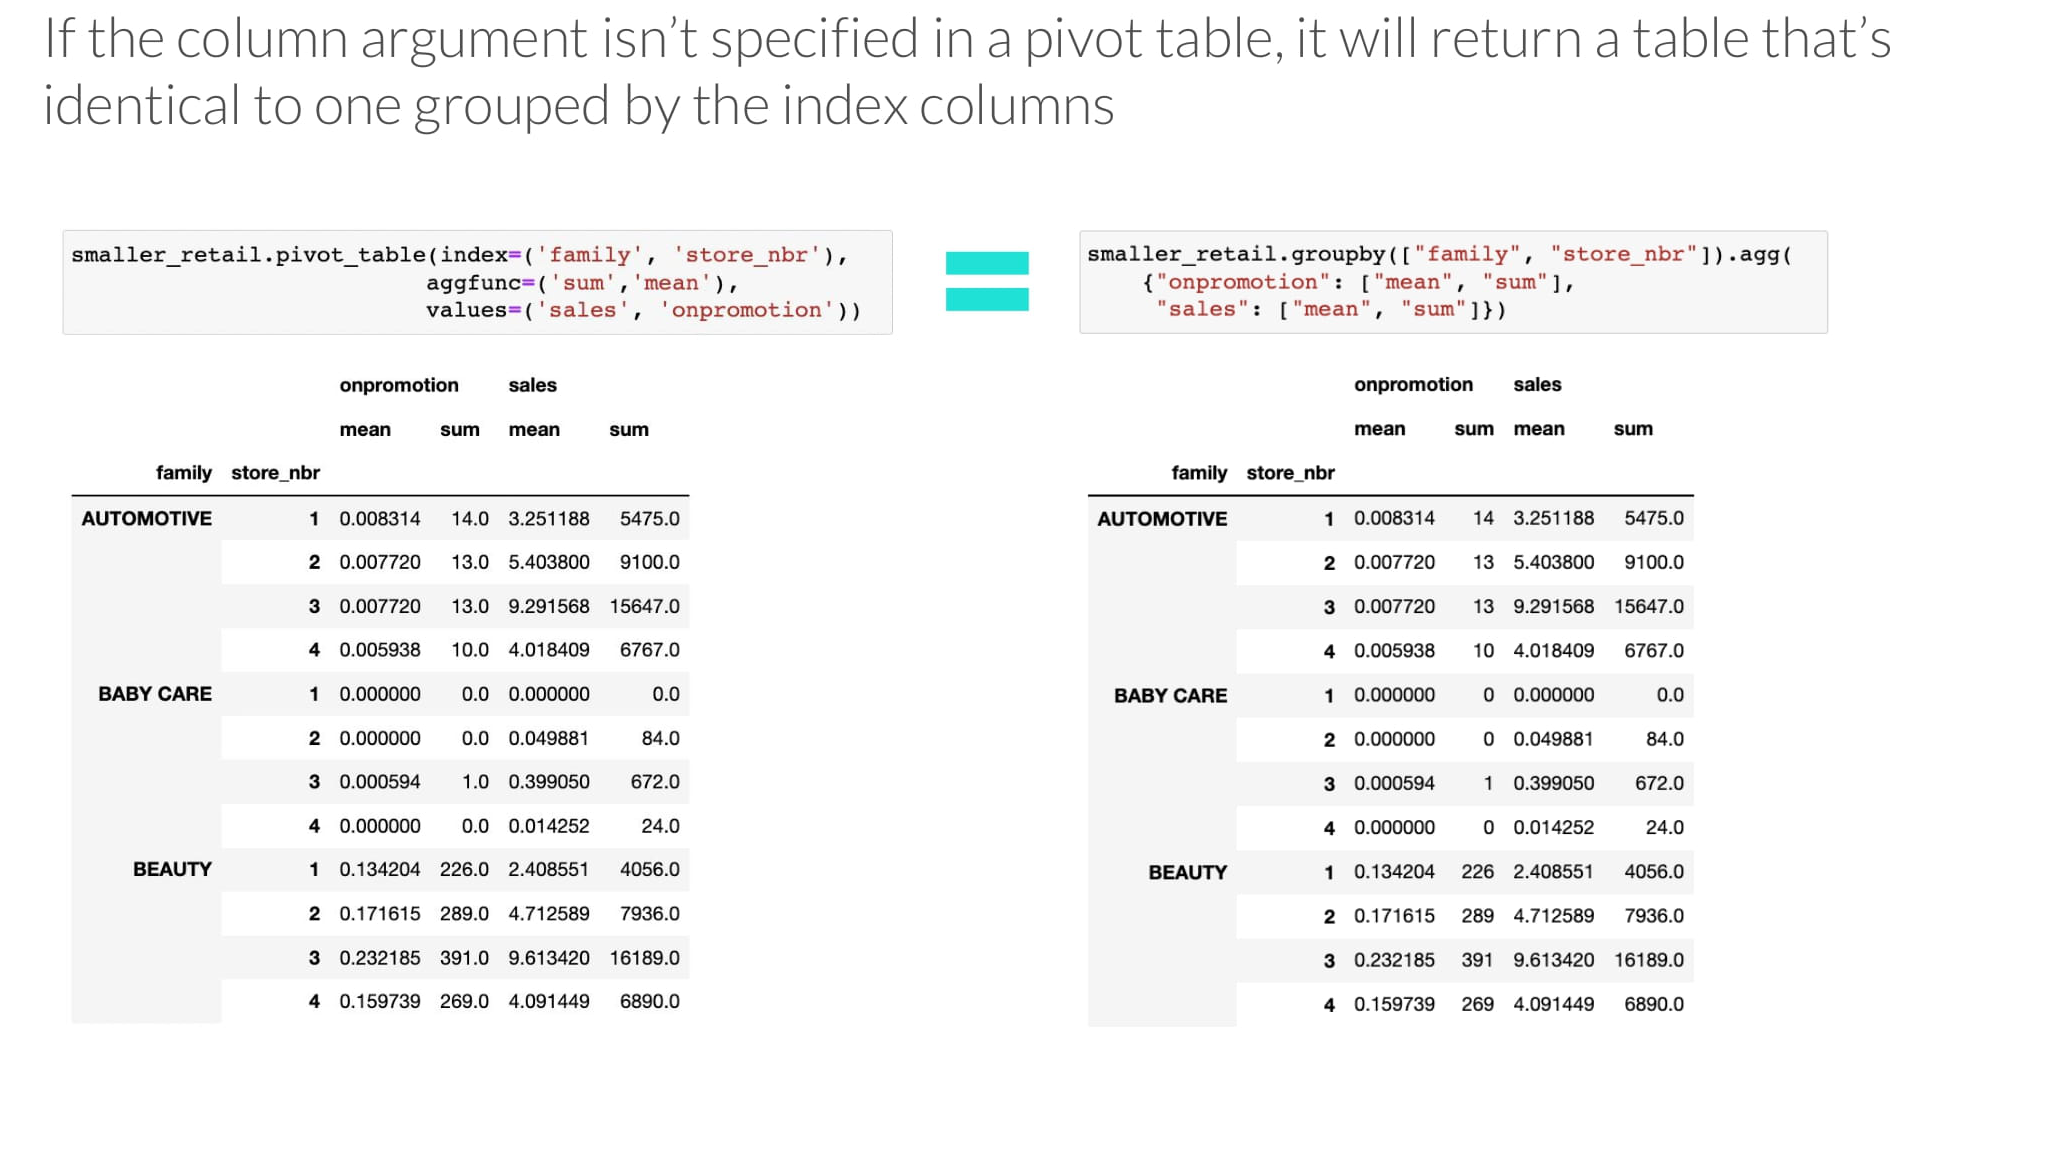 If the column argument isn’t specified in a pivot table, it will return a table that’s
identical to one grouped by the index columns
smaller_retail.pivot_table(index=('family', 'store_nbr'),
aggfunc=('sum','mean'),
values=('sales', 'onpromotion'))
onpromotion sales
mean sum mean sum
family store_nbr
AUTOMOTIVE 1 0.008314 14.0 3.251188 5475.0
2 0.007720 13.0 5.403800 9100.0
3 0.007720 13.0 9.291568 15647.0
4 0.005938 10.0 4.018409 6767.0
BABY CARE 1 0.000000 0.0 0.000000 0.0
2 0.000000 0.0 0.049881 84.0
3 0.000594 1.0 0.399050 672.0
4 0.000000 0.0 0.014252 24.0
BEAUTY 1 0.134204 226.0 2.408551 4056.0
2 0.171615 289.0 4.712589 7936.0
3 0.232185 391.0 9.613420 16189.0
4 0.159739 269.0 4.091449 6890.0
smaller_retail.groupby(["family", "store_nbr"]).agg(
{"onpromotion": ["mean", "sum"],
"sales": ["mean", "sum"]})
onpromotion sales
mean sum mean sum
family store_nbr
AUTOMOTIVE 1 0.008314 14 3.251188 5475.0
2 0.007720 13 5.403800 9100.0
3 0.007720 13 9.291568 15647.0
4 0.005938 10 4.018409 6767.0
BABY CARE 1 0.000000 0 0.000000 0.0
2 0.000000 0 0.049881 84.0
3 0.000594 1 0.399050 672.0
4 0.000000 0 0.014252 24.0
BEAUTY 1 0.134204 226 2.408551 4056.0
2 0.171615 289 4.712589 7936.0
3 0.232185 391 9.613420 16189.0
4 0.159739 269 4.091449 6890.0